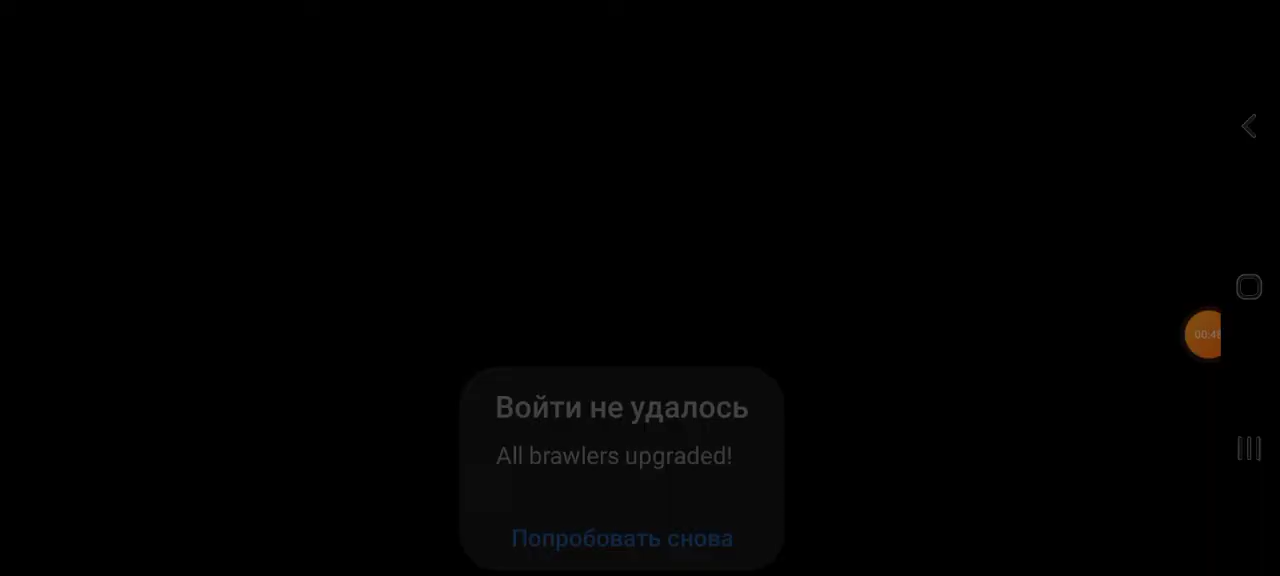 Войти не удалось
All brawlers upgraded!
Попробовать снова